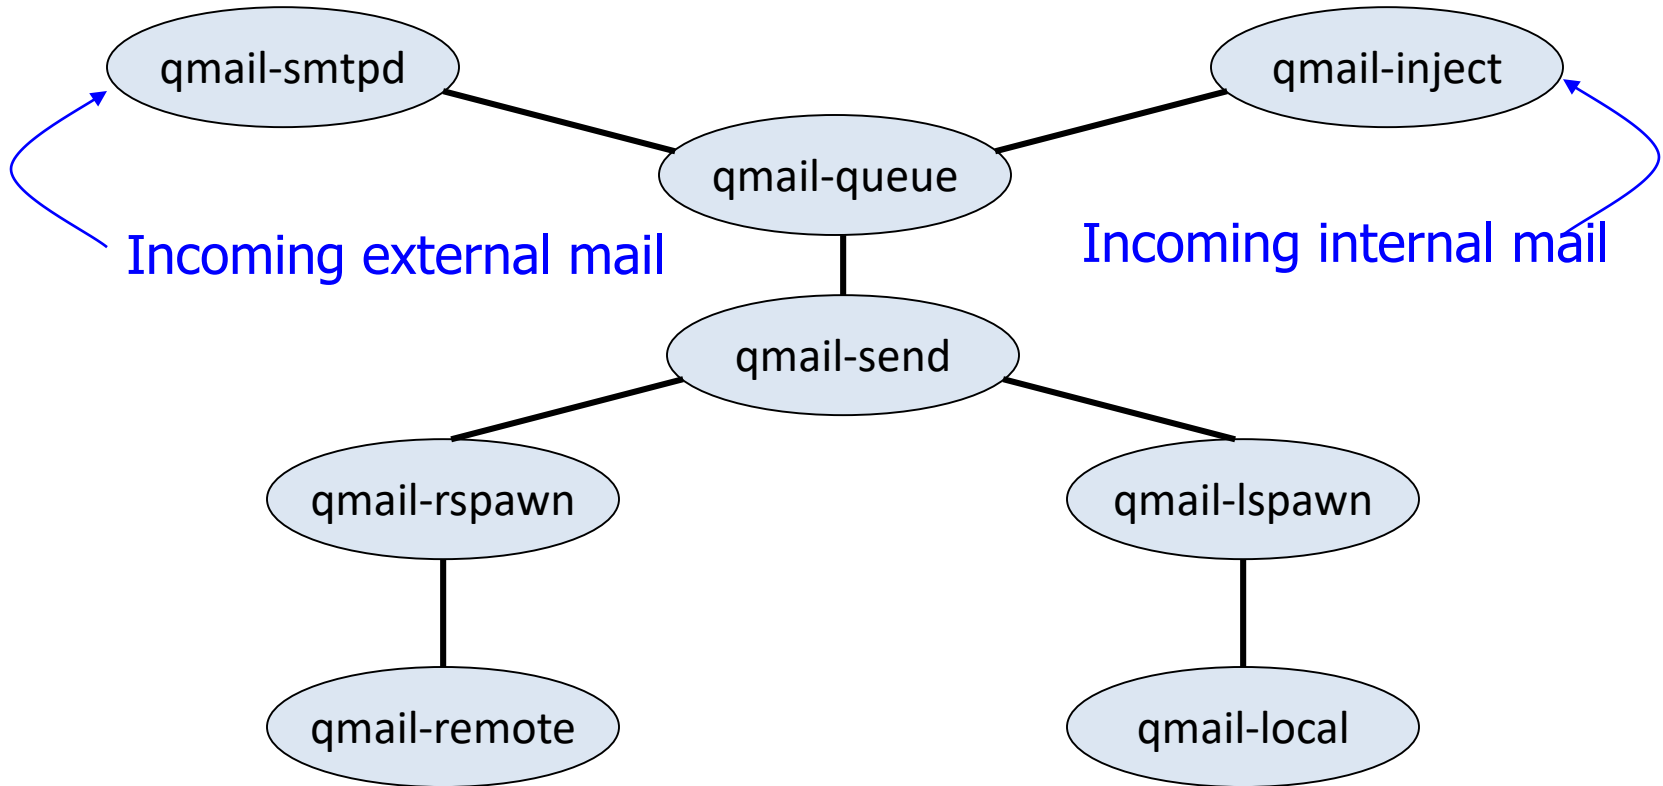 qmail-smtpd
qmail-inject
qmail-queue
Incoming external mail
Incoming internal mail
qmail-send
qmail-rspawn
qmail-lspawn
qmail-remote
qmail-local